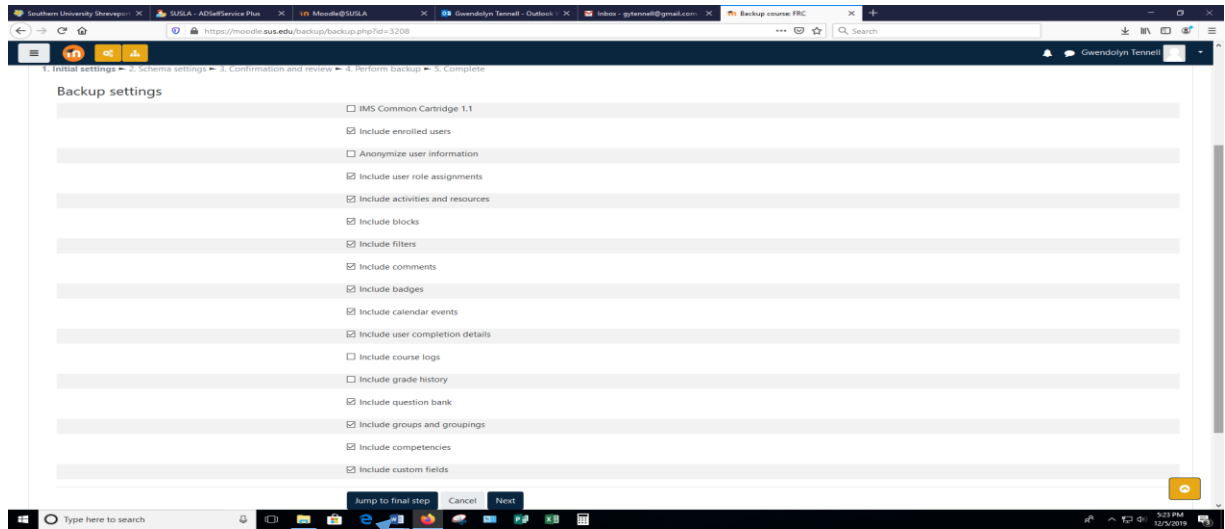 Southern University Shrevepor SUSLA - ADSelfService Plus Moodle@SUSLA Gwendolyn Tennell - Outlook Inbox - gytennell@gmail.com Backup course: FRC
https://moodle.sus.edu/backup/backup.php?id=3208 Search
Gwendolyn Tennell
1. Initial settings ► 2. Schema settings ► 3. Confirmation and review ► 4. Perform backup ► 5. Complete
Backup settings
IMS Common Cartridge 1.1
Include enrolled users
Anonymize user information
Include user role assignments
Include activities and resources
Include blocks
Include filters
Include comments
Include badges
Include calendar events
Include user completion details
Include course logs
Include grade history
Include question bank
Include groups and groupings
Include competencies
Include custom fields
Jump to final step Cancel Next
Type here to search 5:23 PM
12/5/2019